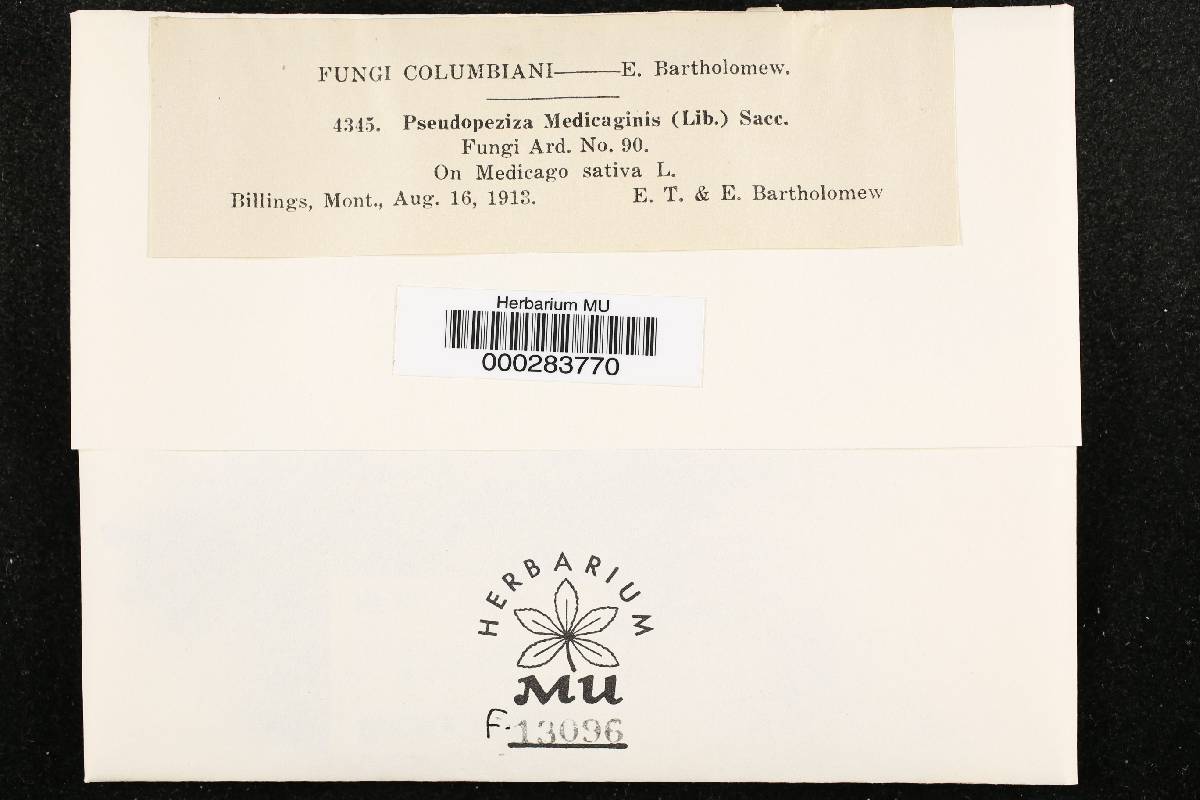 FUNGI COLUMBIANI——E. Bartholomew.
4345. Pseudopeziza Medicaginis (Lib.) Sacc.
Fungi Ard. No. 90.
On Medicago sativa L.
Billings, Mont., Aug. 16, 1913. E. T. & E. Bartholomew
Herbarium MU
000283770
HERBARIUM
MU
F.13096